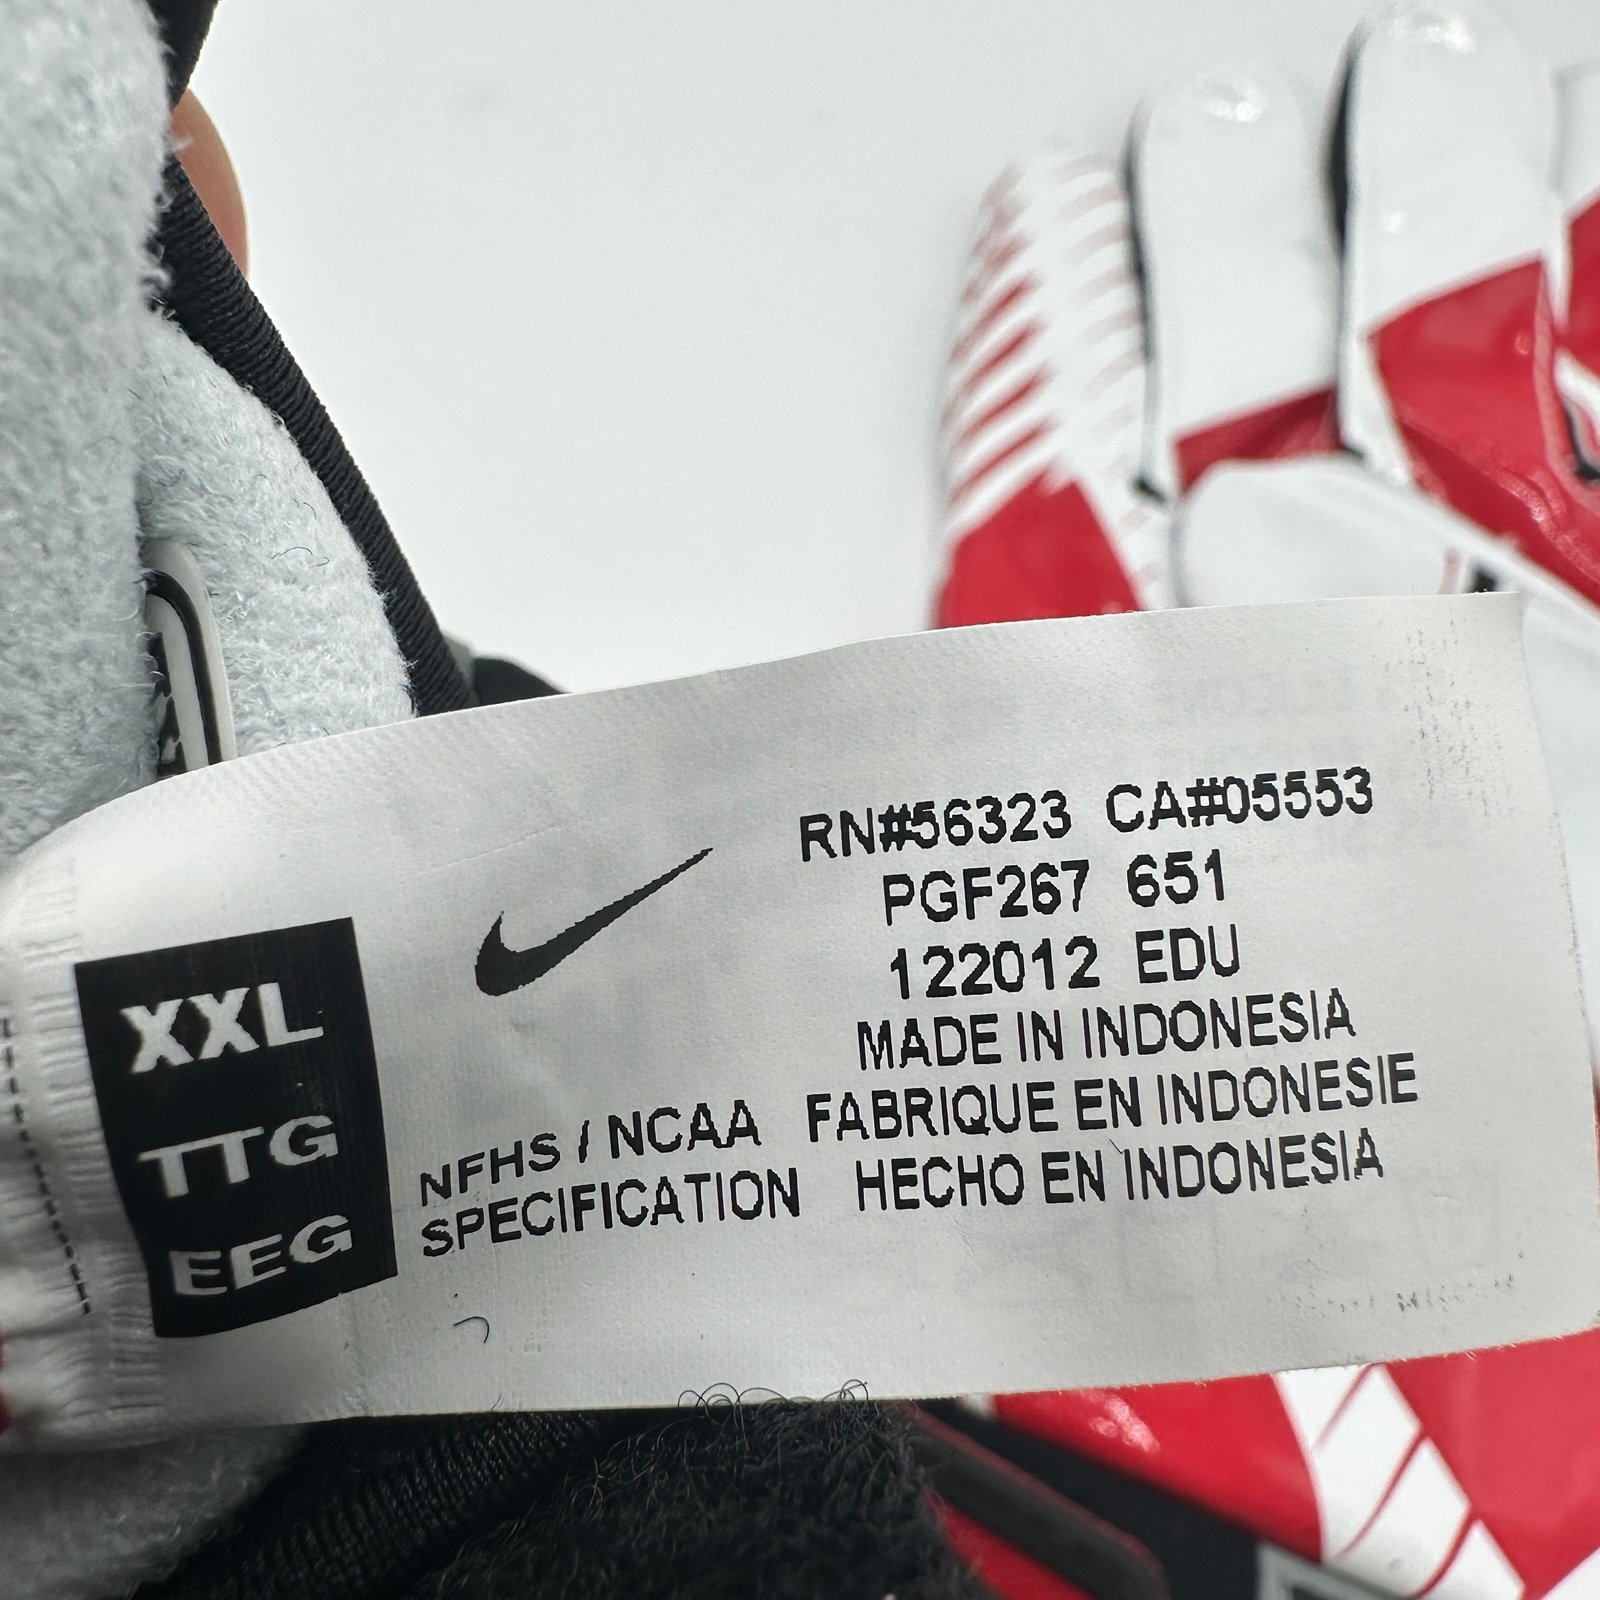 XXL
TTG
EEG
RN#56323 CA#05553
PGF267 651
122012 EDU
MADE IN INDONESIA
FABRIQUE EN INDONESIE
HECHO EN INDONESIA
NFHS / NCAA
SPECIFICATION